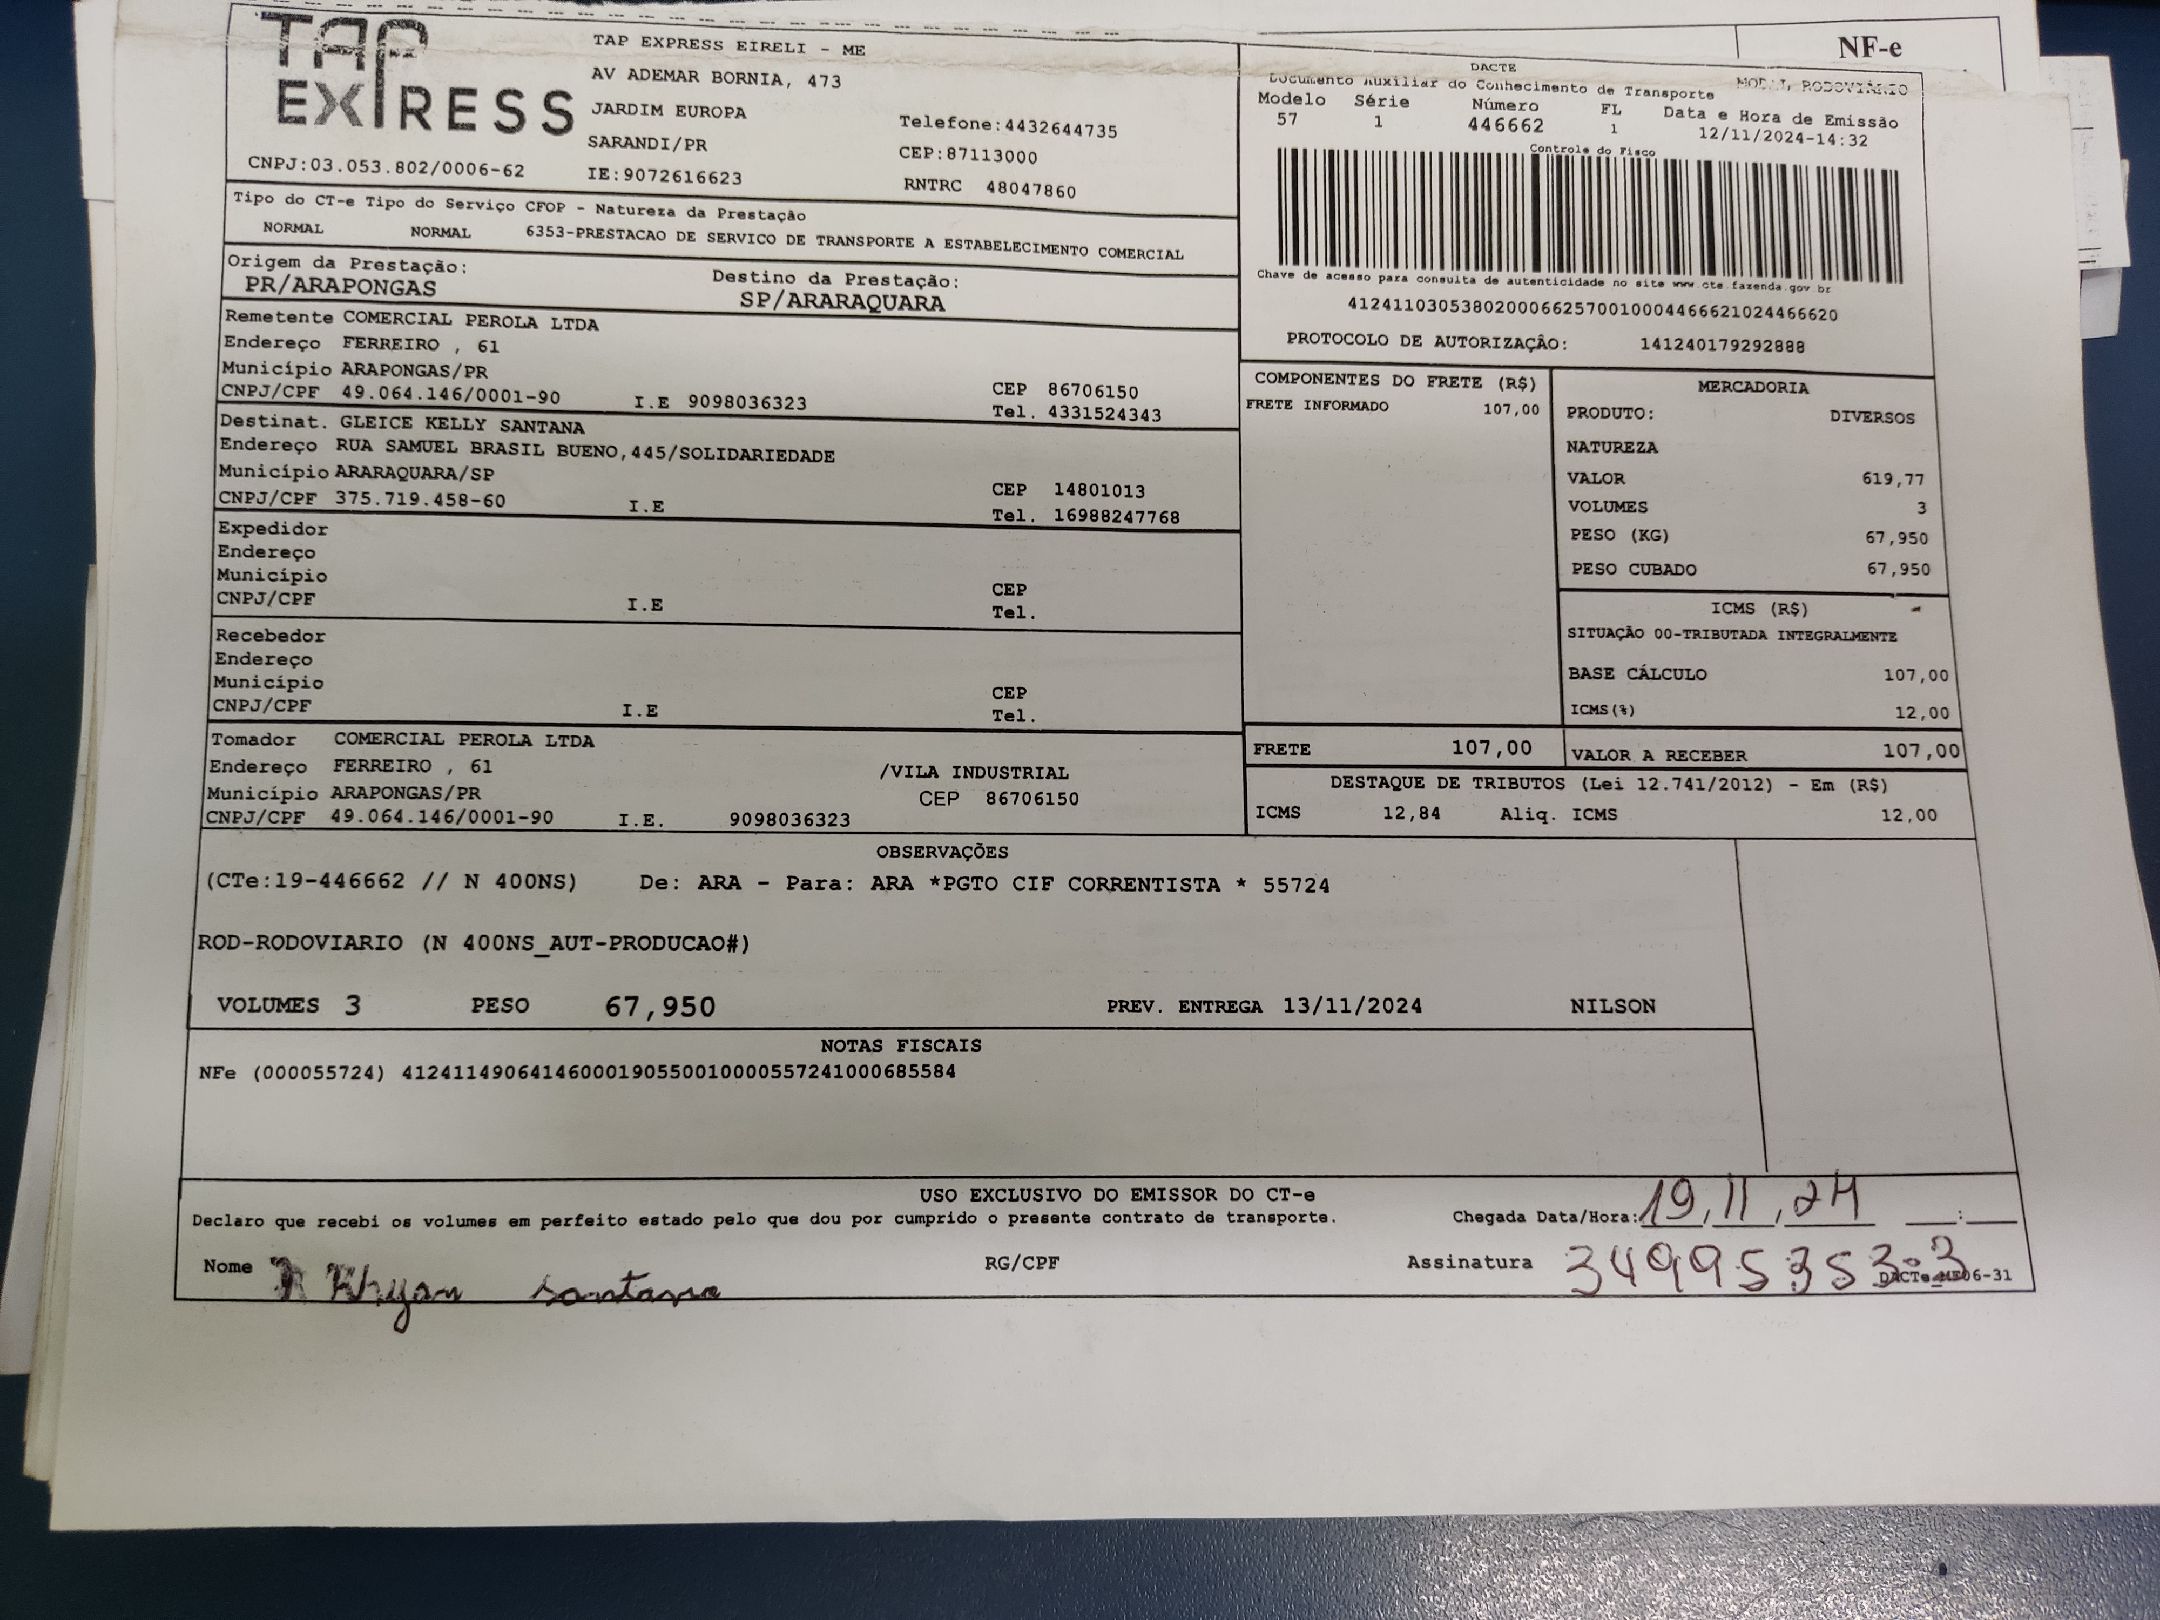 NF-e
TAP EXPRESS
TAP EXPRESS EIRELI - ME
AV ADEMAR BORNIA, 473
JARDIM EUROPA
SARANDI/PR
Telefone:4432644735
CEP:87113000
CNPJ:03.053.802/0006-62
IE:9072616623
RNTRC 48047860
DACTE
Documento Auxiliar do Conhecimento de Transporte
MODAL RODOVIÁRIO
Modelo Série Número FL Data e Hora de Emissão
57 1 446662 1 12/11/2024-14:32
Controle do Fisco
Chave de acesso para consulta de autenticidade no site www.cte.fazenda.gov.br
41241103053802000662570010004466621024466620
PROTOCOLO DE AUTORIZAÇÂO: 141240179292888
Tipo do CT-e Tipo do Serviço CFOP - Natureza da Prestação
NORMAL NORMAL 6353-PRESTACAO DE SERVICO DE TRANSPORTE A ESTABELECIMENTO COMERCIAL
Origem da Prestação: Destino da Prestação:
PR/ARAPONGAS SP/ARARAQUARA
Remetente COMERCIAL PEROLA LTDA
Endereço FERREIRO , 61
Município ARAPONGAS/PR CEP 86706150
CNPJ/CPF 49.064.146/0001-90 I.E 9098036323 Tel. 4331524343
Destinat. GLEICE KELLY SANTANA
Endereço RUA SAMUEL BRASIL BUENO,445/SOLIDARIEDADE
Município ARARAQUARA/SP CEP 14801013
CNPJ/CPF 375.719.458-60 I.E Tel. 16988247768
Expedidor
Endereço
Município CEP
CNPJ/CPF I.E Tel.
Recebedor
Endereço
Município CEP
CNPJ/CPF I.E Tel.
Tomador COMERCIAL PEROLA LTDA
Endereço FERREIRO , 61 /VILA INDUSTRIAL
Município ARAPONGAS/PR CEP 86706150
CNPJ/CPF 49.064.146/0001-90 I.E. 9098036323
COMPONENTES DO FRETE (R$)
FRETE INFORMADO 107,00
MERCADORIA
PRODUTO: DIVERSOS
NATUREZA
VALOR 619,77
VOLUMES 3
PESO (KG) 67,950
PESO CUBADO 67,950
ICMS (R$)
SITUAÇÃO 00-TRIBUTADA INTEGRALMENTE
BASE CÁLCULO 107,00
ICMS(%) 12,00
FRETE 107,00 VALOR A RECEBER 107,00
DESTAQUE DE TRIBUTOS (Lei 12.741/2012) - Em (R$)
ICMS 12,84 Aliq. ICMS 12,00
OBSERVAÇÕES
(CTe:19-446662 // N 400NS) De: ARA - Para: ARA *PGTO CIF CORRENTISTA * 55724
ROD-RODOVIARIO (N 400NS_AUT-PRODUCAO#)
VOLUMES 3 PESO 67,950 PREV. ENTREGA 13/11/2024 NILSON
NOTAS FISCAIS
NFe (000055724) 41241149064146000190550010000557241000685584
USO EXCLUSIVO DO EMISSOR DO CT-e
Declaro que recebi os volumes em perfeito estado pelo que dou por cumprido o presente contrato de transporte. Chegada Data/Hora: 19,11,24 :
Nome Rhyan santana RG/CPF Assinatura 34995353-3